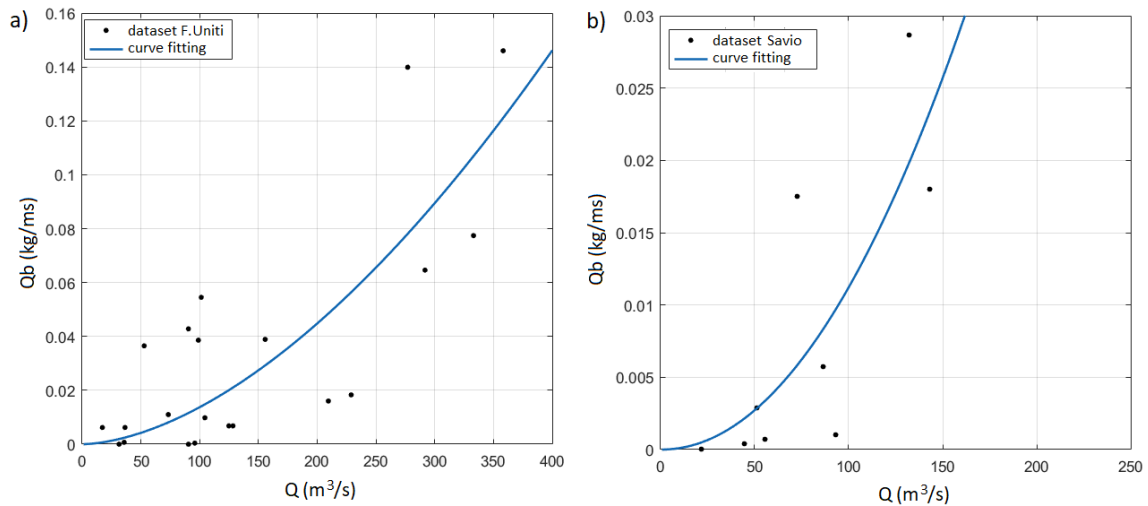 a)
dataset F.Uniti
curve fitting
0.16
0.14
0.12
0.1
0.08
0.06
0.04
0.02
0
Qb (kg/ms)
0 50 100 150 200 250 300 350 400
Q (m³/s)
b)
dataset Savio
curve fitting
0.03
0.025
0.02
0.015
0.01
0.005
0
Qb (kg/ms)
0 50 100 150 200 250
Q (m³/s)